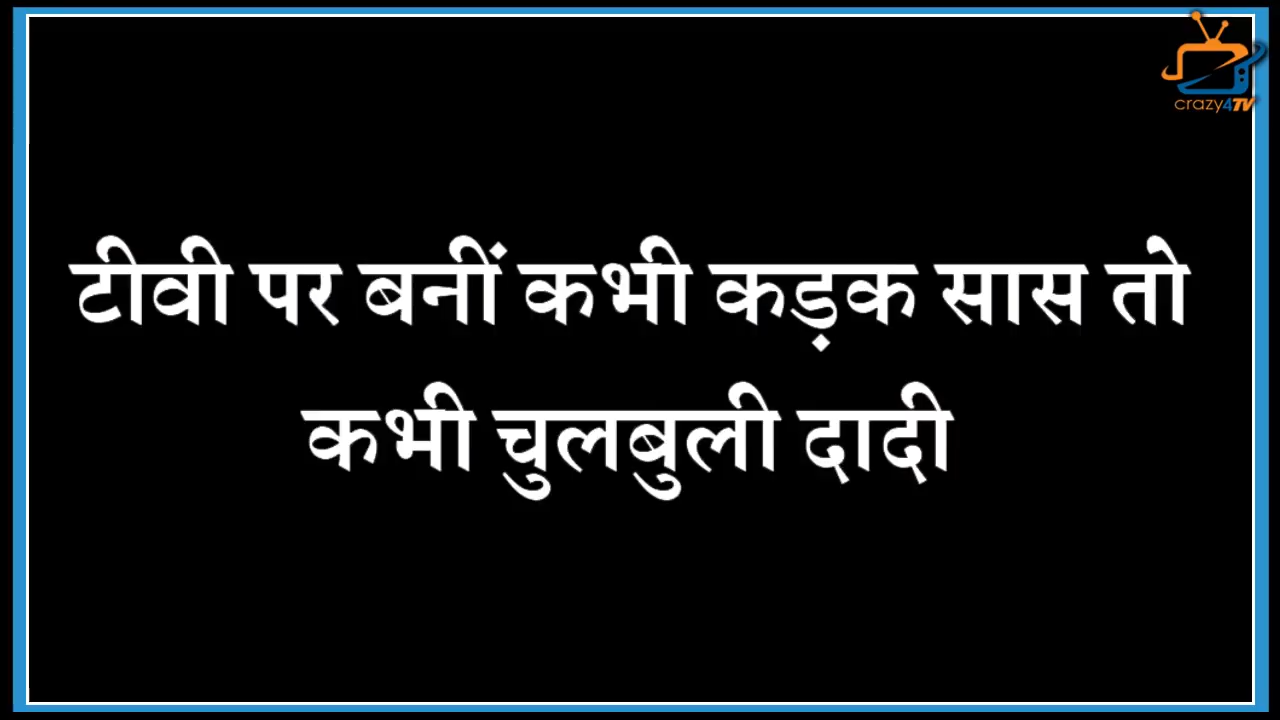 crazy4TV
टीवी पर बनीं कभी कड़क सास तो
कभी चुलबुली दादी